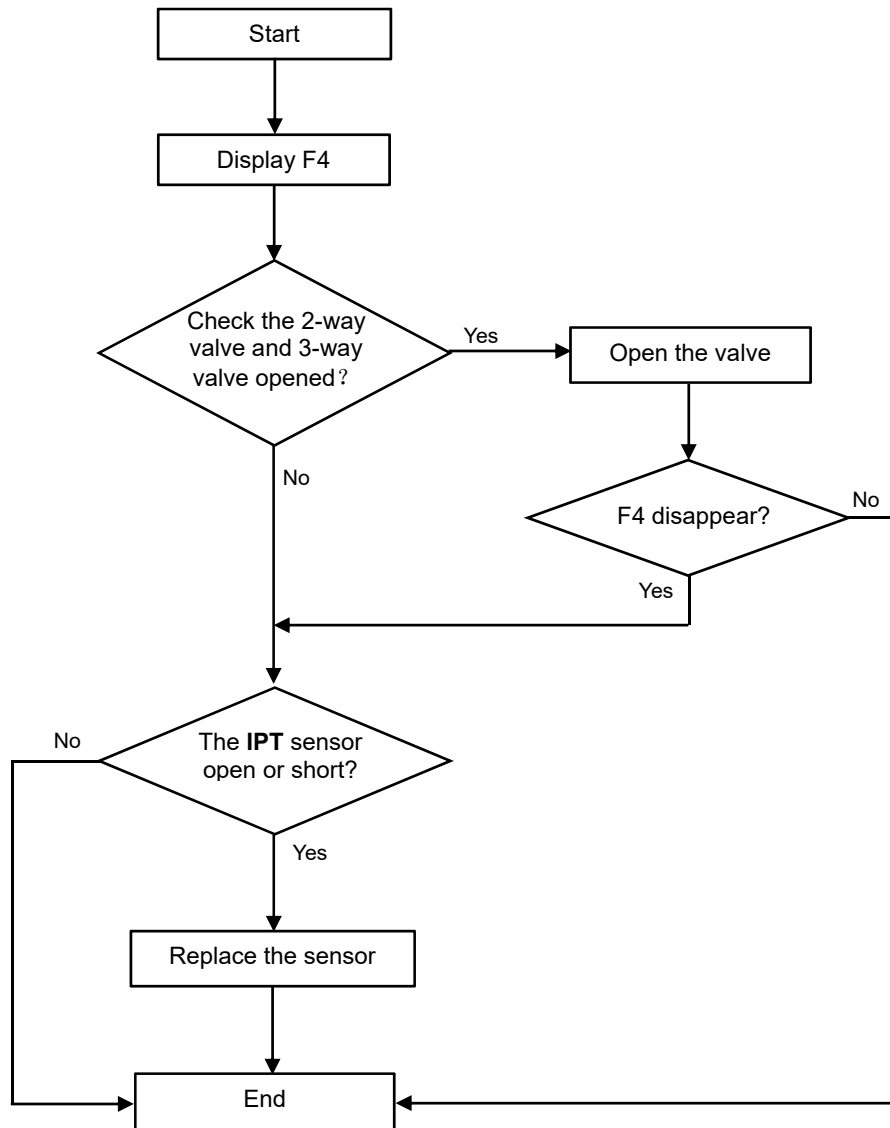 Start
Display F4
Check the 2-way
valve and 3-way
valve opened？
Yes
Open the valve
No
F4 disappear?
No
Yes
No
The IPT sensor
open or short?
Yes
Replace the sensor
End